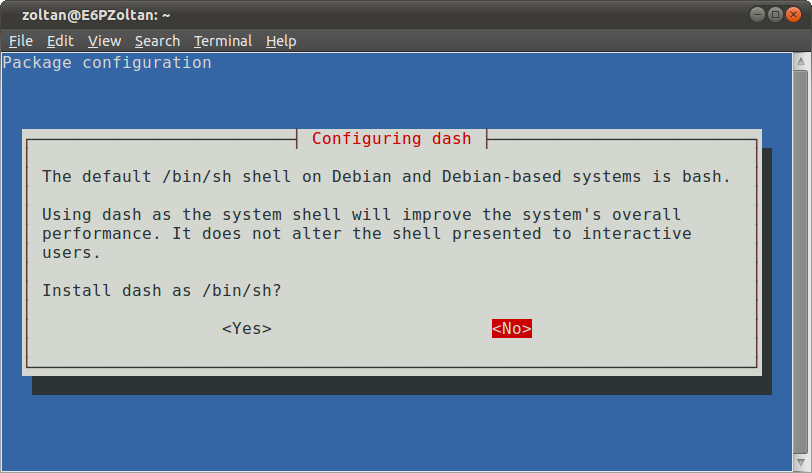 zoltan@E6PZoltan: ~
File Edit View Search Terminal Help
Package configuration
Configuring dash
The default /bin/sh shell on Debian and Debian-based systems is bash.
Using dash as the system shell will improve the system's overall
performance. It does not alter the shell presented to interactive
users.
Install dash as /bin/sh?
<Yes> <No>